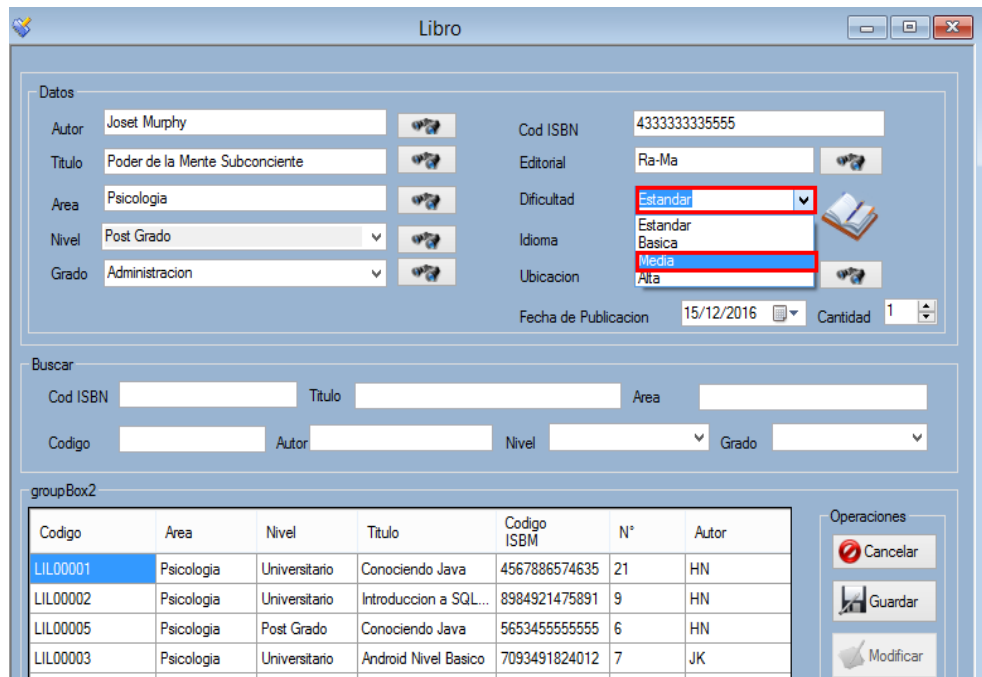 Libro
Datos
Autor Joset Murphy Cod ISBN 4333333335555
Titulo Poder de la Mente Subconciente Editorial Ra-Ma
Area Psicologia Dificultad Estandar
Estandar
Nivel Post Grado Idioma Basica
Media
Grado Administracion Ubicacion Alta
Fecha de Publicacion 15/12/2016 Cantidad 1
Buscar
Cod ISBN Titulo Area
Codigo Autor Nivel Grado
groupBox2
Codigo Area Nivel Titulo Codigo ISBM N° Autor
LIL00001 Psicologia Universitario Conociendo Java 4567886574635 21 HN
LIL00002 Psicologia Universitario Introduccion a SQL... 8984921475891 9 HN
LIL00005 Psicologia Post Grado Conociendo Java 5653455555555 6 HN
LIL00003 Psicologia Universitario Android Nivel Basico 7093491824012 7 JK
Operaciones
Cancelar
Guardar
Modificar